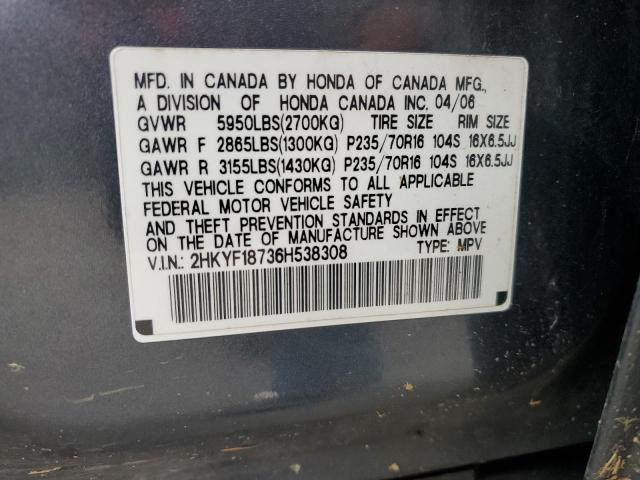 MFD. IN CANADA BY HONDA OF CANADA MFG.,
A DIVISION OF HONDA CANADA INC. 04/06
GVWR 5950LBS(2700KG) TIRE SIZE RIM SIZE
GAWR F 2865LBS(1300KG) P235/70R16 104S 16X6.5JJ
GAWR R 3155LBS(1430KG) P235/70R16 104S 16X6.5JJ
THIS VEHICLE CONFORMS TO ALL APPLICABLE
FEDERAL MOTOR VEHICLE SAFETY
AND THEFT PREVENTION STANDARDS IN EFFECT
ON THE DATE OF MANUFACTURE SHOWN ABOVE
V.I.N.: 2HKYF18736H538308 TYPE: MPV